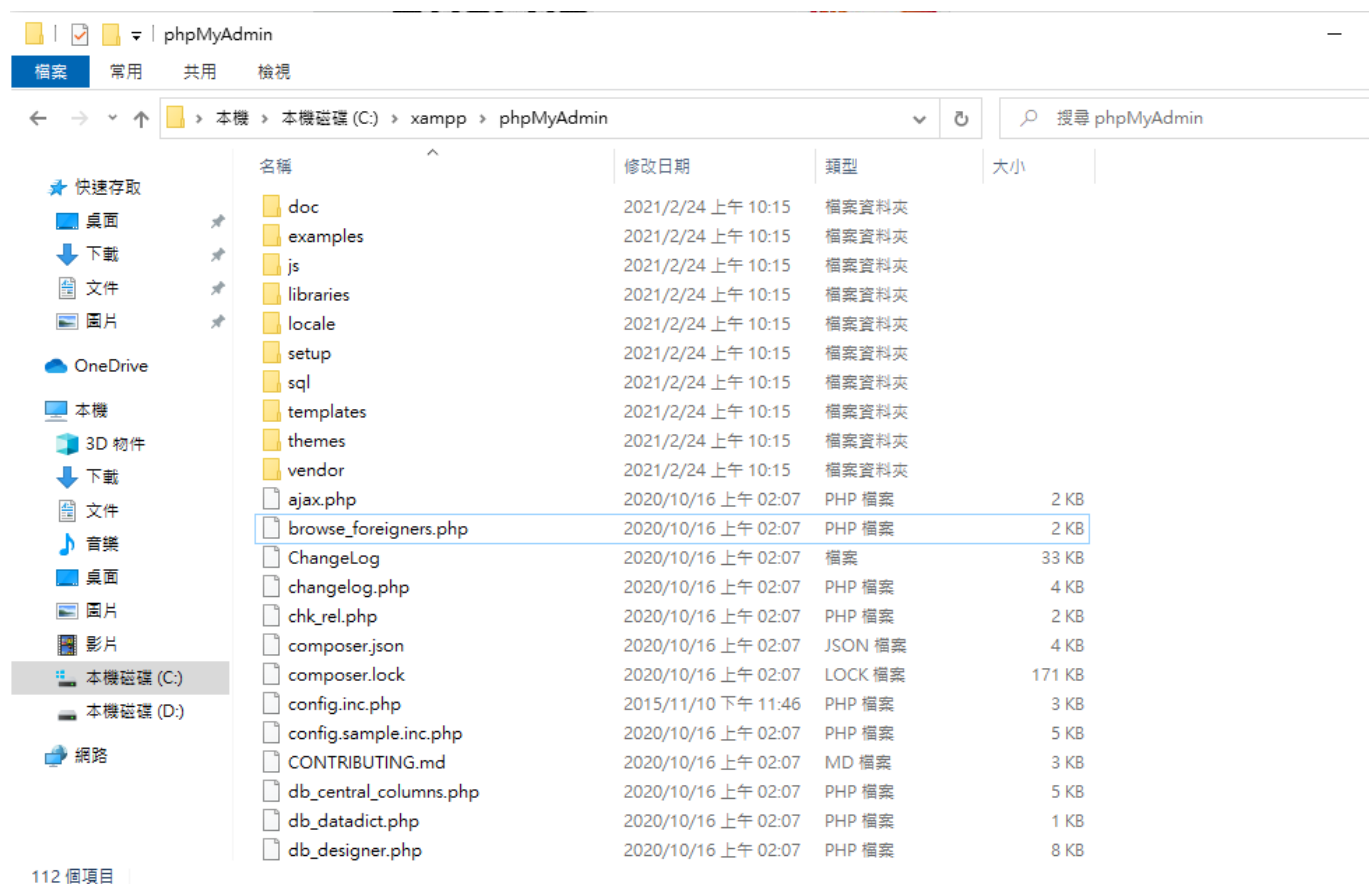 phpMyAdmin
檔案 常用 共用 檢視
本機 本機磁碟 (C:) xampp phpMyAdmin 搜尋 phpMyAdmin
名稱 修改日期 類型 大小
快速存取
桌面
下載
文件
圖片
OneDrive
本機
3D 物件
下載
文件
音樂
桌面
圖片
影片
本機磁碟 (C:)
本機磁碟 (D:)
網路
doc 2021/2/24 上午 10:15 檔案資料夾
examples 2021/2/24 上午 10:15 檔案資料夾
js 2021/2/24 上午 10:15 檔案資料夾
libraries 2021/2/24 上午 10:15 檔案資料夾
locale 2021/2/24 上午 10:15 檔案資料夾
setup 2021/2/24 上午 10:15 檔案資料夾
sql 2021/2/24 上午 10:15 檔案資料夾
templates 2021/2/24 上午 10:15 檔案資料夾
themes 2021/2/24 上午 10:15 檔案資料夾
vendor 2021/2/24 上午 10:15 檔案資料夾
ajax.php 2020/10/16 上午 02:07 PHP 檔案 2 KB
browse_foreigners.php 2020/10/16 上午 02:07 PHP 檔案 2 KB
ChangeLog 2020/10/16 上午 02:07 檔案 33 KB
changelog.php 2020/10/16 上午 02:07 PHP 檔案 4 KB
chk_rel.php 2020/10/16 上午 02:07 PHP 檔案 2 KB
composer.json 2020/10/16 上午 02:07 JSON 檔案 4 KB
composer.lock 2020/10/16 上午 02:07 LOCK 檔案 171 KB
config.inc.php 2015/11/10 下午 11:46 PHP 檔案 3 KB
config.sample.inc.php 2020/10/16 上午 02:07 PHP 檔案 5 KB
CONTRIBUTING.md 2020/10/16 上午 02:07 MD 檔案 3 KB
db_central_columns.php 2020/10/16 上午 02:07 PHP 檔案 5 KB
db_datadict.php 2020/10/16 上午 02:07 PHP 檔案 1 KB
db_designer.php 2020/10/16 上午 02:07 PHP 檔案 8 KB
112 個項目